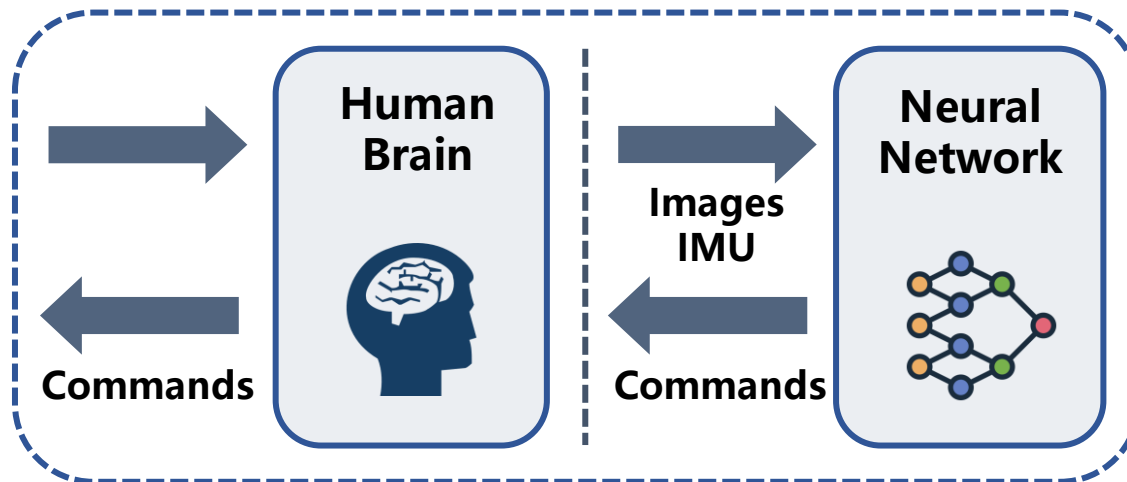 Human
Brain
Commands
Images
IMU
Commands
Neural
Network